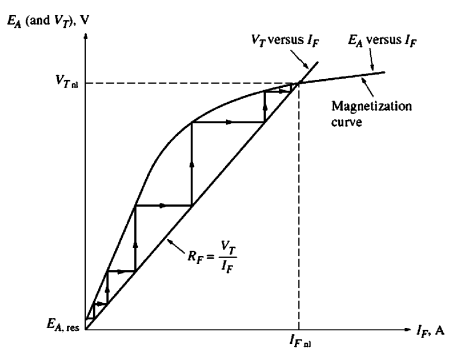 E_A (and V_T), V
V_T versus I_F
E_A versus I_F
V_T nl
Magnetization
curve
R_F = V_T / I_F
E_A, res
I_F nl
I_F, A